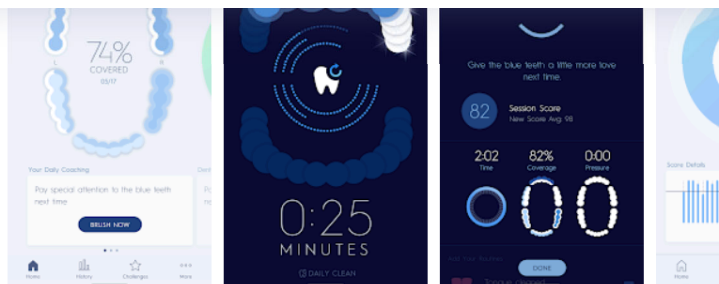 74%
COVERED
03/17
L
R
Your Daily Coaching
Pay special attention to the blue teeth
next time
BRUSH NOW
Home
History
Challenges
More
0:25
MINUTES
DAILY CLEAN
Give the blue teeth a little more love
next time.
82
Session Score
New Score Avg 98
2:02
82%
0:00
Time
Coverage
Pressure
DONE
Score Details
Home